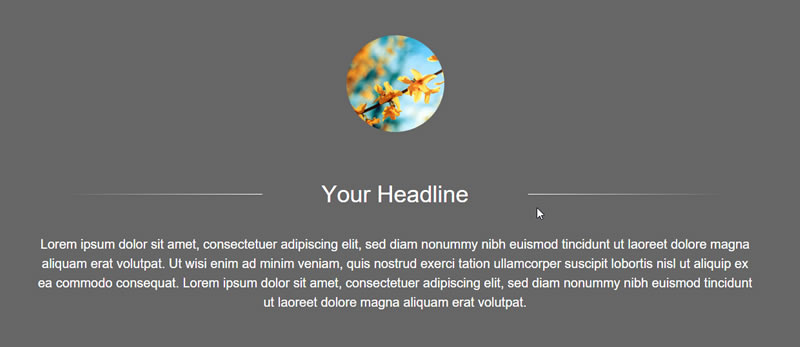 Your Headline
Lorem ipsum dolor sit amet, consectetuer adipiscing elit, sed diam nonummy nibh euismod tincidunt ut laoreet dolore magna
aliquam erat volutpat. Ut wisi enim ad minim veniam, quis nostrud exerci tation ullamcorper suscipit lobortis nisl ut aliquip ex
ea commodo consequat. Lorem ipsum dolor sit amet, consectetuer adipiscing elit, sed diam nonummy nibh euismod tincidunt
ut laoreet dolore magna aliquam erat volutpat.